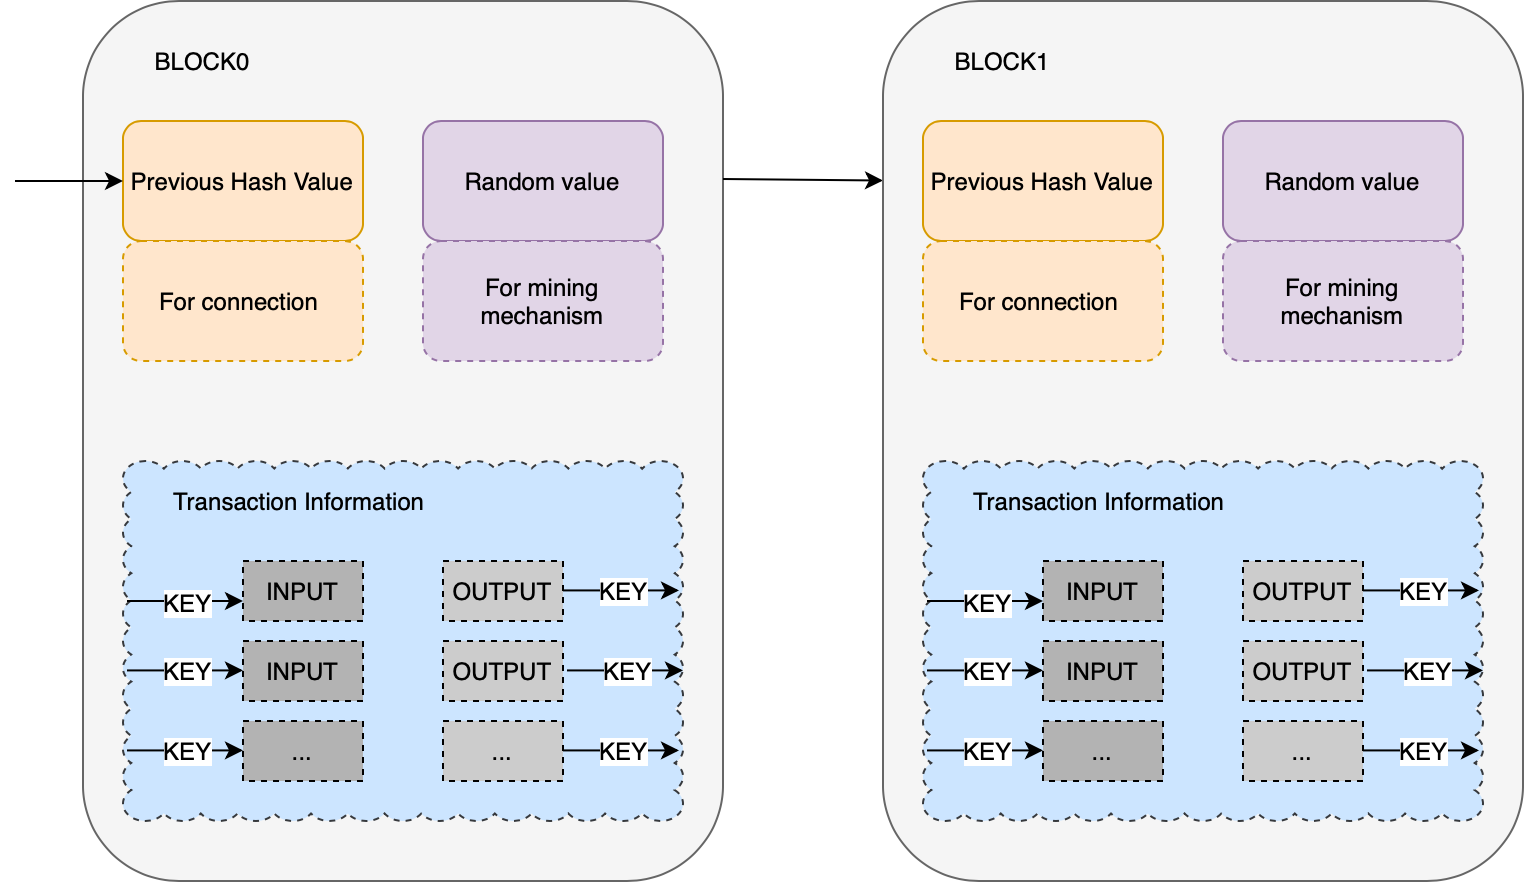 BLOCK0
Previous Hash Value
Random value
For connection
For mining
mechanism
Transaction Information
KEY INPUT OUTPUT KEY
KEY INPUT OUTPUT KEY
KEY ... ... KEY
BLOCK1
Previous Hash Value
Random value
For connection
For mining
mechanism
Transaction Information
KEY INPUT OUTPUT KEY
KEY INPUT OUTPUT KEY
KEY ... ... KEY